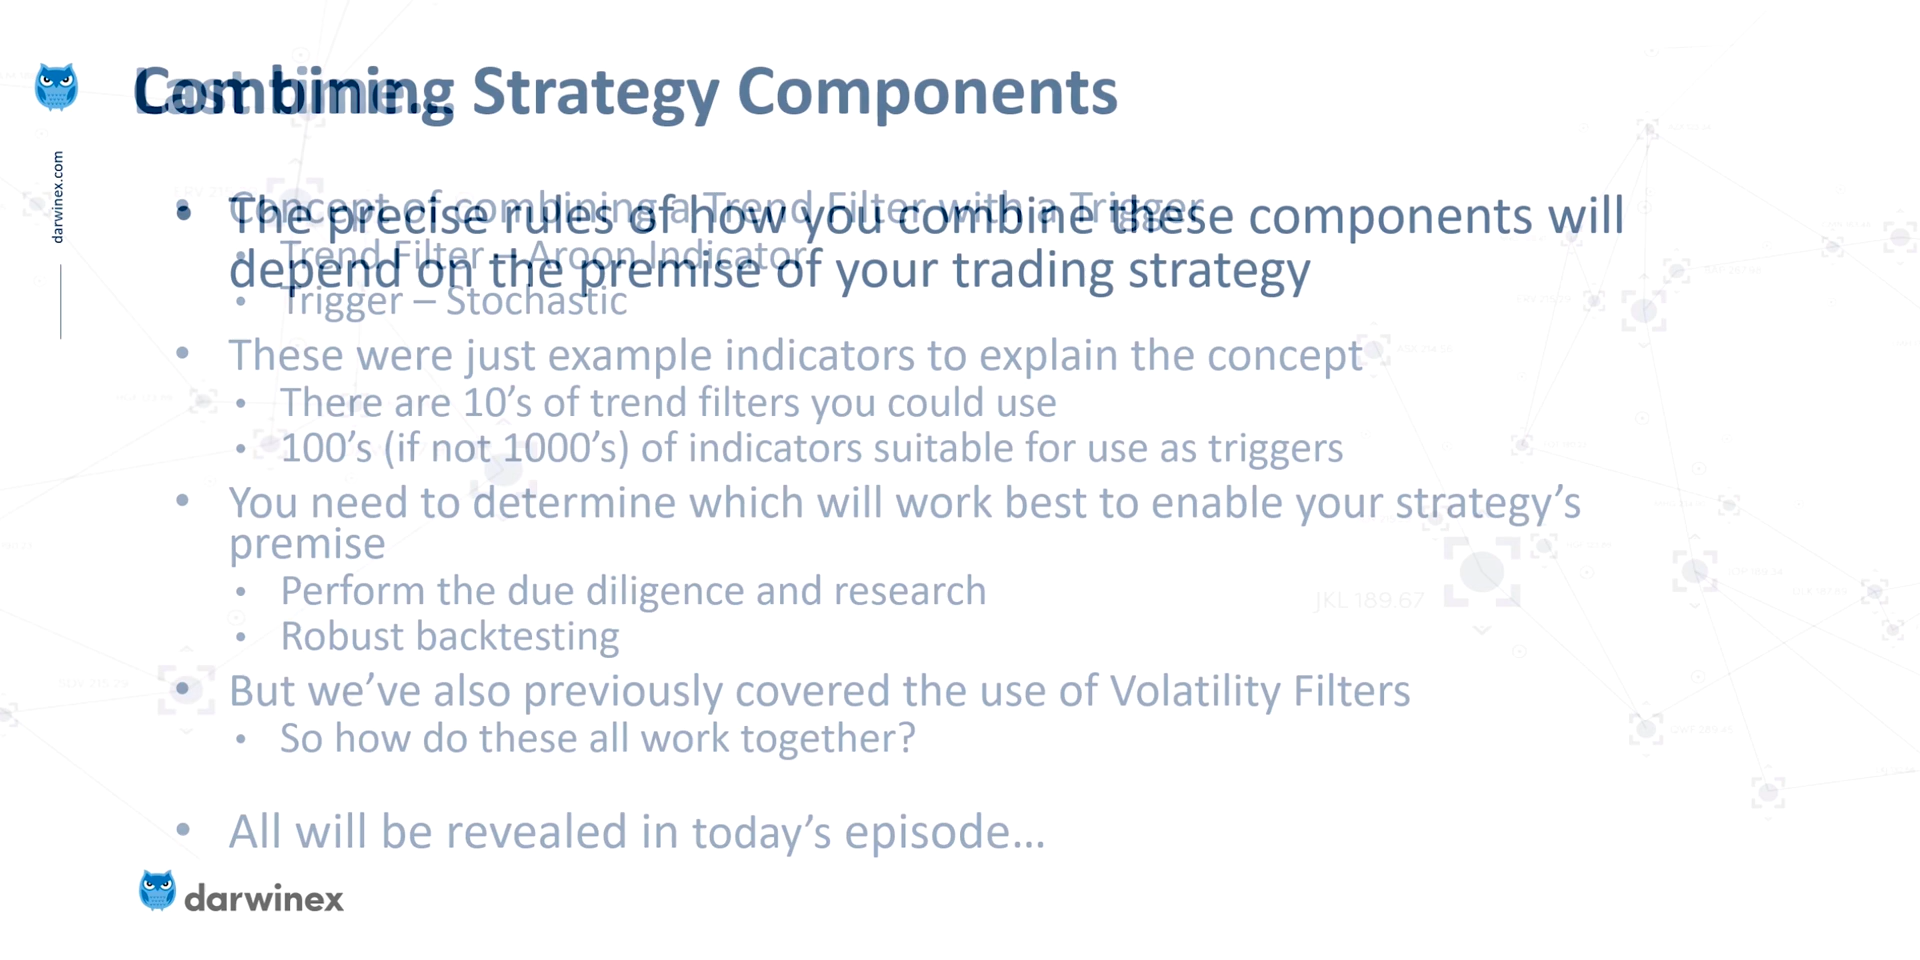 Last time...
Combining Strategy Components
darwinex.com
• Concept of combining a Trend Filter with a Trigger
• The precise rules of how you combine these components will
depend on the premise of your trading strategy
• Trend Filter – Aroon Indicator
• Trigger – Stochastic
• These were just example indicators to explain the concept
• There are 10’s of trend filters you could use
• 100’s (if not 1000’s) of indicators suitable for use as triggers
• You need to determine which will work best to enable your strategy’s
premise
• Perform the due diligence and research
JKL 189.67
• Robust backtesting
• But we’ve also previously covered the use of Volatility Filters
• So how do these all work together?
• All will be revealed in today’s episode...
darwinex